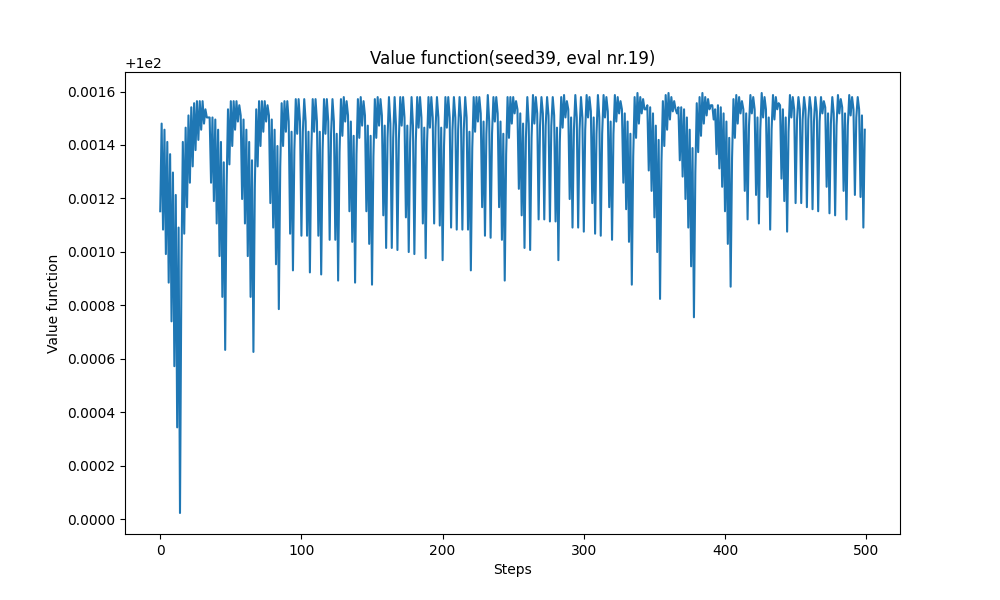 Value function(seed39, eval nr.19)
+1e2
0.0016
0.0014
0.0012
0.0010
0.0008
0.0006
0.0004
0.0002
0.0000
Value function
0 100 200 300 400 500
Steps